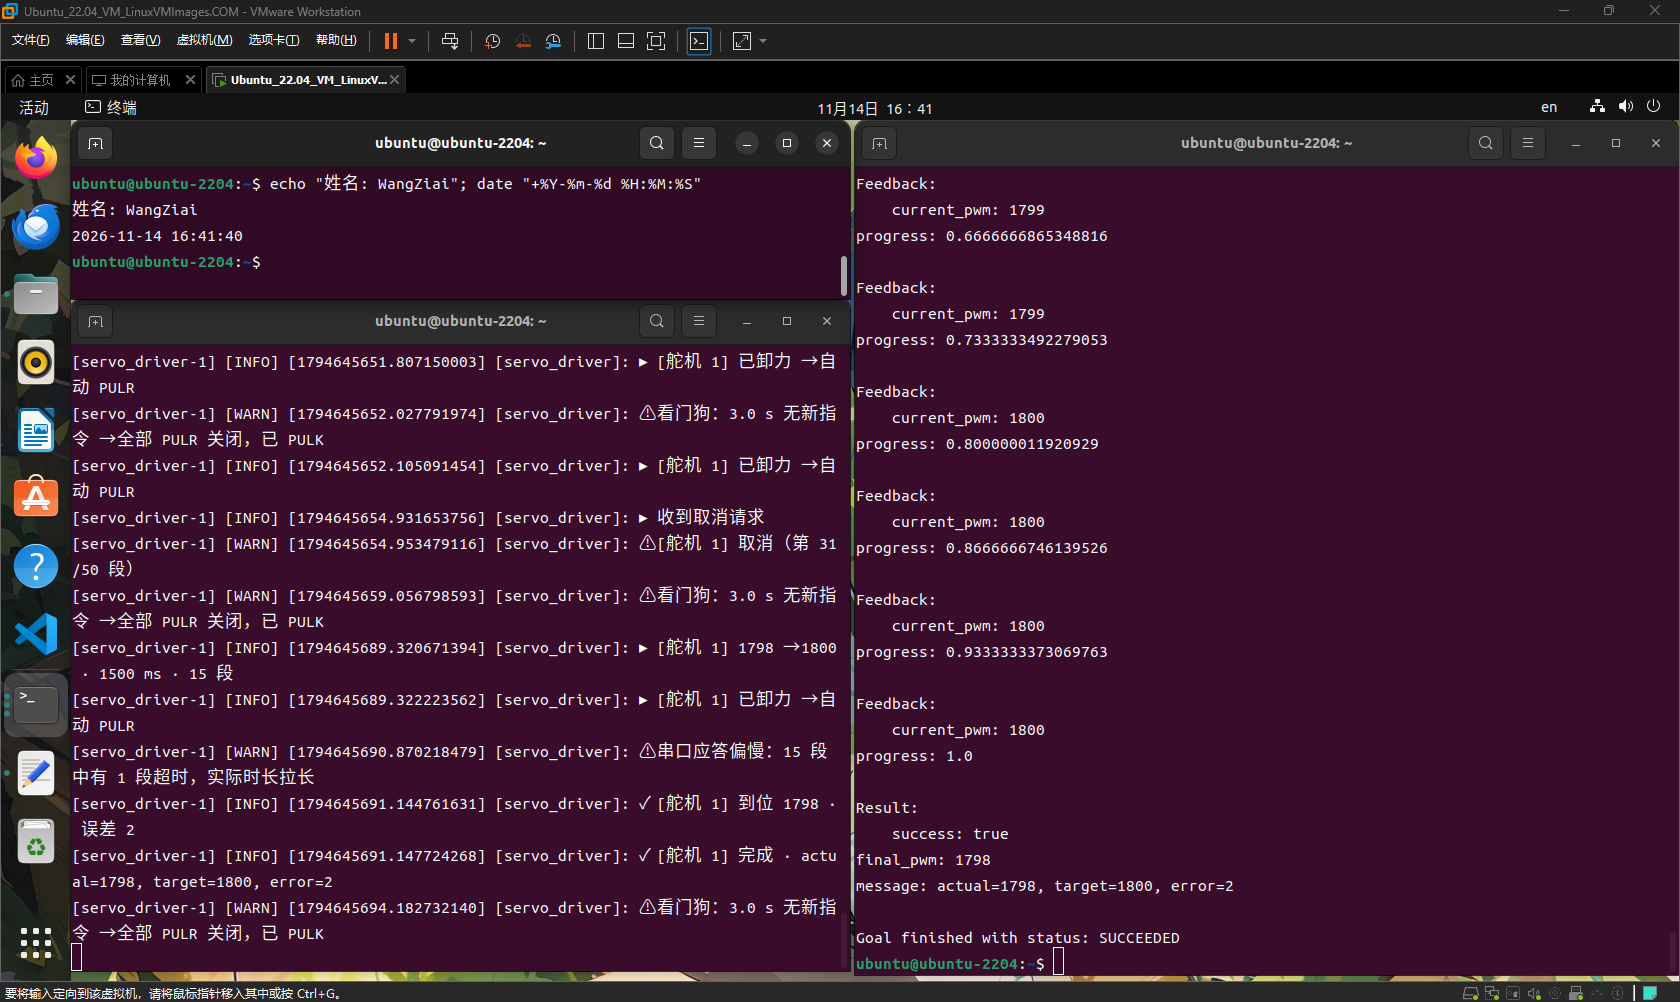 Ubuntu_22.04_VM_LinuxVMImages.COM - VMware Workstation
文件(F) 编辑(E) 查看(V) 虚拟机(M) 选项卡(T) 帮助(H)
主页 我的计算机 Ubuntu_22.04_VM_LinuxV...
活动 终端 11月14日 16：41 en
ubuntu@ubuntu-2204: ~
ubuntu@ubuntu-2204:~$ echo "姓名: WangZiai"; date "+%Y-%m-%d %H:%M:%S"
姓名: WangZiai
2026-11-14 16:41:40
ubuntu@ubuntu-2204:~$
ubuntu@ubuntu-2204: ~
[servo_driver-1] [INFO] [1794645651.807150003] [servo_driver]: ▶ [舵机 1] 已卸力 →自
动 PULR
[servo_driver-1] [WARN] [1794645652.027791974] [servo_driver]: ⚠看门狗：3.0 s 无新指
令 →全部 PULR 关闭，已 PULK
[servo_driver-1] [INFO] [1794645652.105091454] [servo_driver]: ▶ [舵机 1] 已卸力 →自
动 PULR
[servo_driver-1] [INFO] [1794645654.931653756] [servo_driver]: ▶ 收到取消请求
[servo_driver-1] [WARN] [1794645654.953479116] [servo_driver]: ⚠[舵机 1] 取消（第 31
/50 段）
[servo_driver-1] [WARN] [1794645659.056798593] [servo_driver]: ⚠看门狗：3.0 s 无新指
令 →全部 PULR 关闭，已 PULK
[servo_driver-1] [INFO] [1794645689.320671394] [servo_driver]: ▶ [舵机 1] 1798 →1800
· 1500 ms · 15 段
[servo_driver-1] [INFO] [1794645689.322223562] [servo_driver]: ▶ [舵机 1] 已卸力 →自
动 PULR
[servo_driver-1] [WARN] [1794645690.870218479] [servo_driver]: ⚠串口应答偏慢：15 段
中有 1 段超时，实际时长拉长
[servo_driver-1] [INFO] [1794645691.144761631] [servo_driver]: ✓ [舵机 1] 到位 1798 ·
误差 2
[servo_driver-1] [INFO] [1794645691.147724268] [servo_driver]: ✓ [舵机 1] 完成 · actu
al=1798, target=1800, error=2
[servo_driver-1] [WARN] [1794645694.182732140] [servo_driver]: ⚠看门狗：3.0 s 无新指
令 →全部 PULR 关闭，已 PULK
ubuntu@ubuntu-2204: ~
Feedback:
    current_pwm: 1799
progress: 0.6666666865348816
Feedback:
    current_pwm: 1799
progress: 0.7333333492279053
Feedback:
    current_pwm: 1800
progress: 0.800000011920929
Feedback:
    current_pwm: 1800
progress: 0.8666666746139526
Feedback:
    current_pwm: 1800
progress: 0.9333333373069763
Feedback:
    current_pwm: 1800
progress: 1.0
Result:
    success: true
final_pwm: 1798
message: actual=1798, target=1800, error=2
Goal finished with status: SUCCEEDED
ubuntu@ubuntu-2204:~$
要将输入定向到该虚拟机，请将鼠标指针移入其中或按 Ctrl+G。